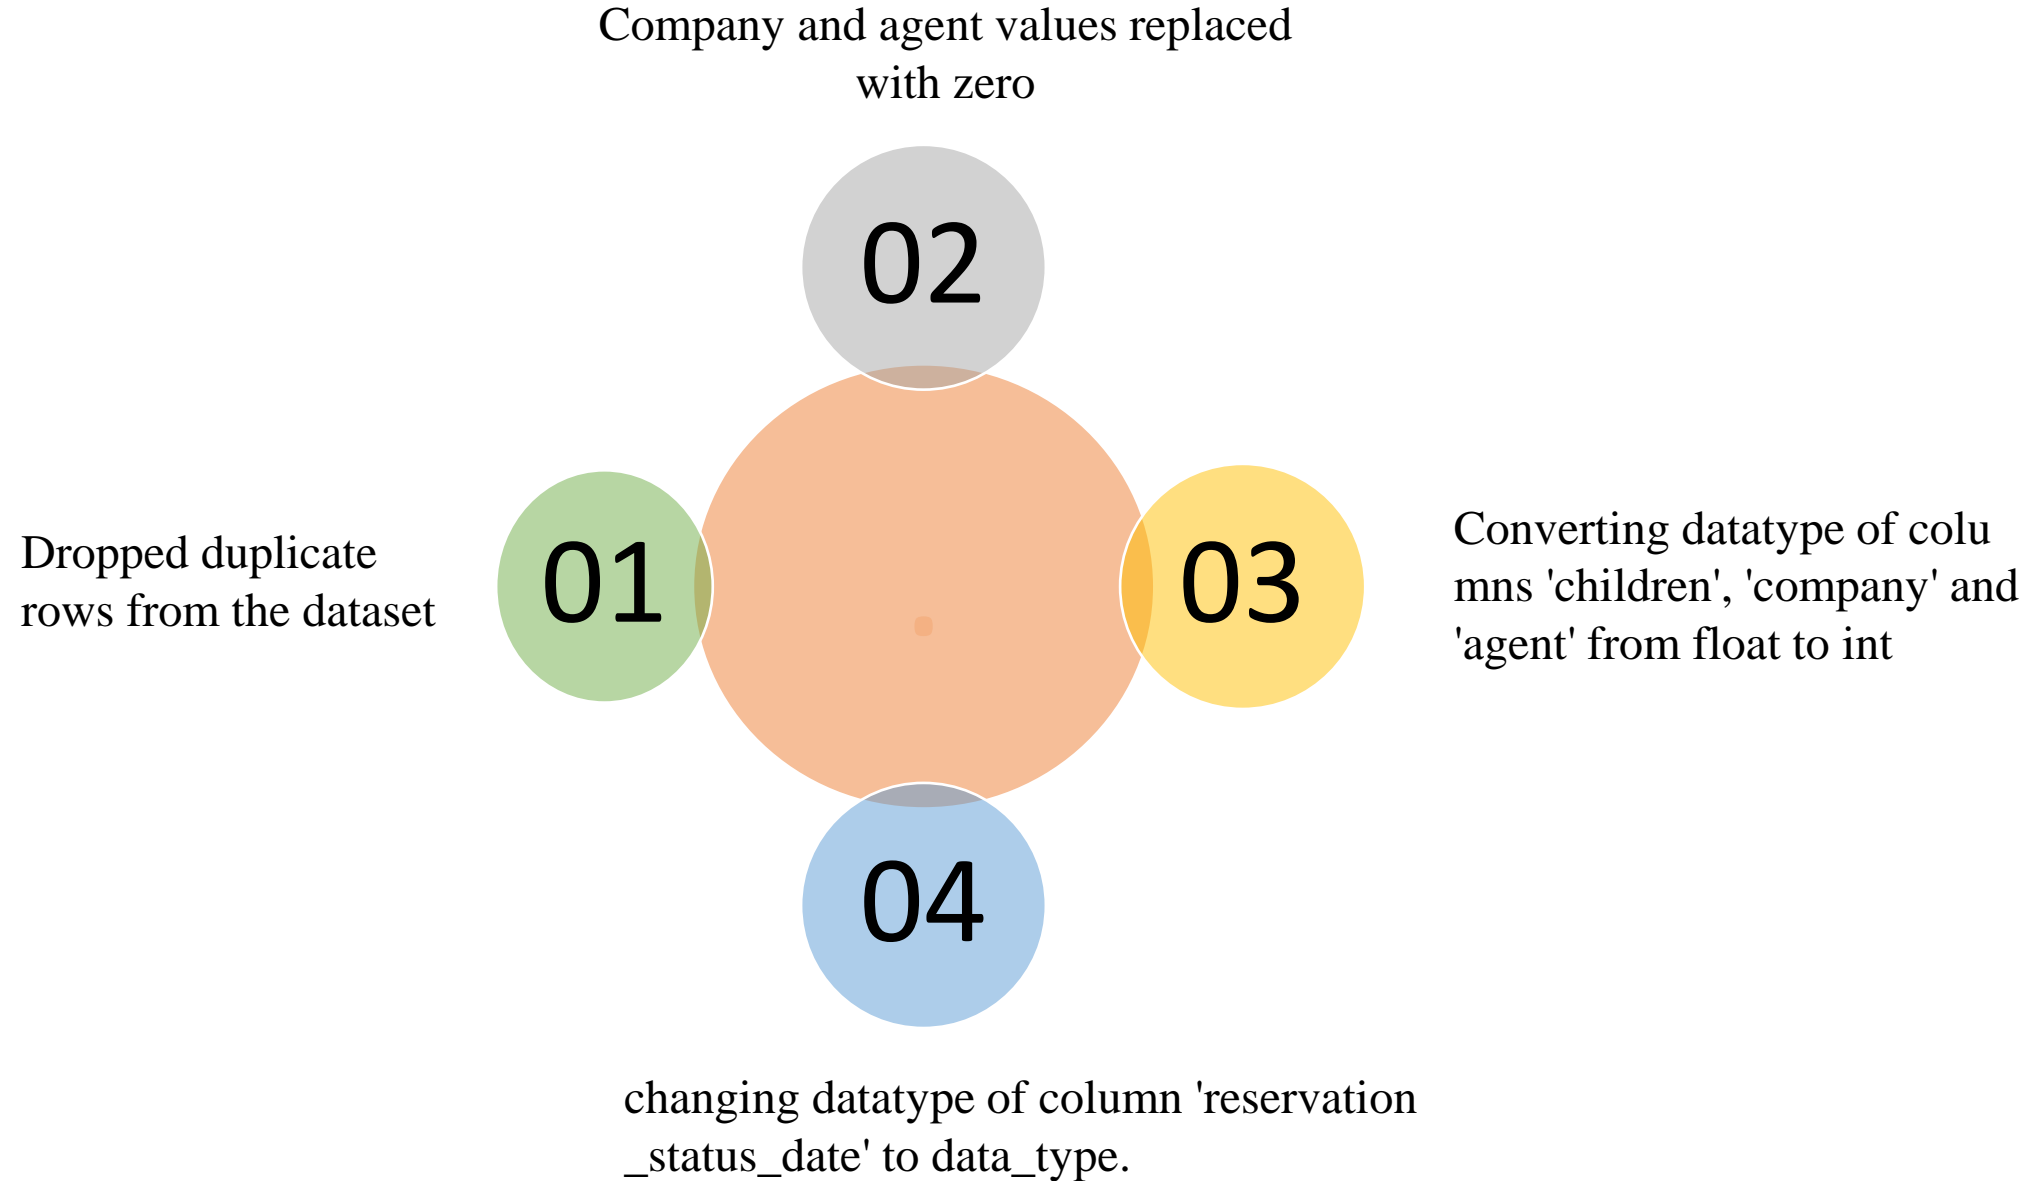 Company and agent values replaced
with zero
02
Dropped duplicate
rows from the dataset
01
03
Converting datatype of colu
mns 'children', 'company' and
'agent' from float to int
04
changing datatype of column 'reservation
_status_date' to data_type.